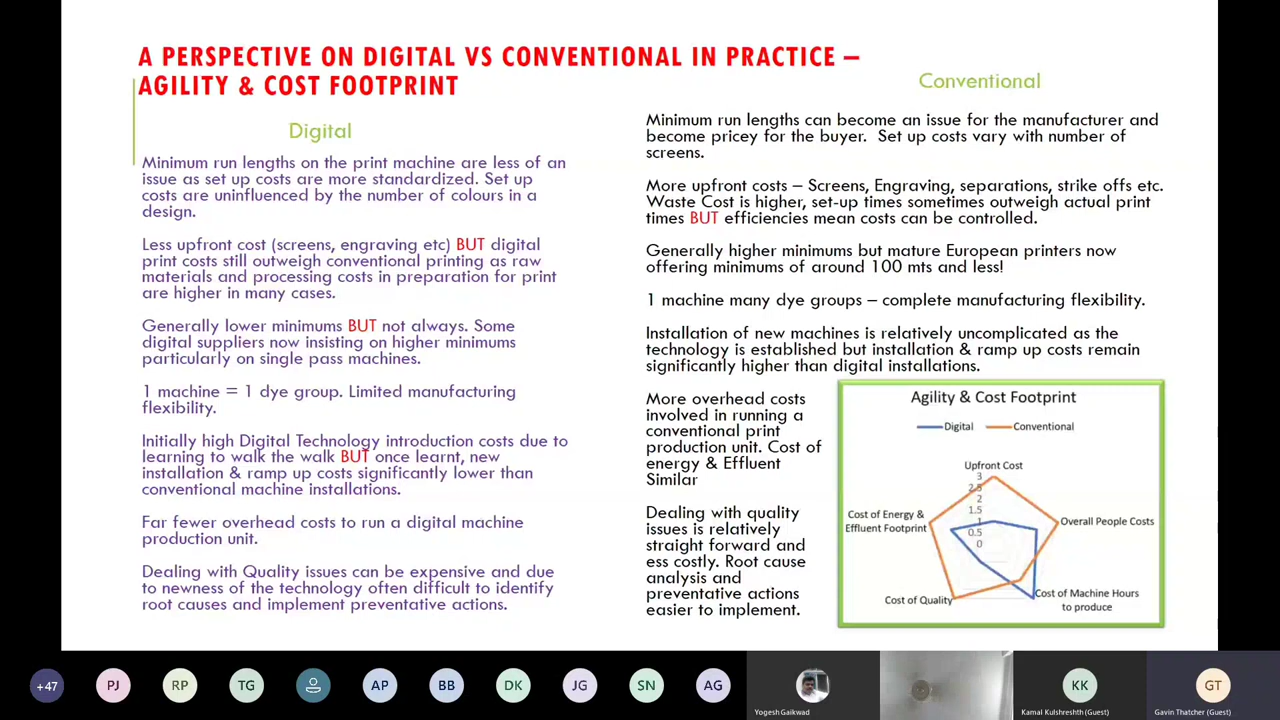 A PERSPECTIVE ON DIGITAL VS CONVENTIONAL IN PRACTICE –
AGILITY & COST FOOTPRINT
Digital
Minimum run lengths on the print machine are less of an
issue as set up costs are more standardized. Set up
costs are uninfluenced by the number of colours in a
design.
Less upfront cost (screens, engraving etc) BUT digital
print costs still outweigh conventional printing as raw
materials and processing costs in preparation for print
are higher in many cases.
Generally lower minimums BUT not always. Some
digital suppliers now insisting on higher minimums
particularly on single pass machines.
1 machine = 1 dye group. Limited manufacturing
flexibility.
Initially high Digital Technology introduction costs due to
learning to walk the walk BUT once learnt, new
installation & ramp up costs significantly lower than
conventional machine installations.
Far fewer overhead costs to run a digital machine
production unit.
Dealing with Quality issues can be expensive and due
to newness of the technology often difficult to identify
root causes and implement preventative actions.
Conventional
Minimum run lengths can become an issue for the manufacturer and
become pricey for the buyer. Set up costs vary with number of
screens.
More upfront costs – Screens, Engraving, separations, strike offs etc.
Waste Cost is higher, set-up times sometimes outweigh actual print
times BUT efficiencies mean costs can be controlled.
Generally higher minimums but mature European printers now
offering minimums of around 100 mts and less!
1 machine many dye groups – complete manufacturing flexibility.
Installation of new machines is relatively uncomplicated as the
technology is established but installation & ramp up costs remain
significantly higher than digital installations.
More overhead costs
involved in running a
conventional print
production unit. Cost of
energy & Effluent
Similar
Dealing with quality
issues is relatively
straight forward and
ess costly. Root cause
analysis and
preventative actions
easier to implement.
Agility & Cost Footprint
Digital
Conventional
Upfront Cost
3
2.5
2
1.5
1
0.5
0
Cost of Energy &
Effluent Footprint
Overall People Costs
Cost of Quality
Cost of Machine Hours
to produce
+47
PJ
RP
TG
AP
BB
DK
JG
SN
AG
Yogesh Gaikwad
KK
Kamal Kulshreshth (Guest)
GT
Gavin Thatcher (Guest)